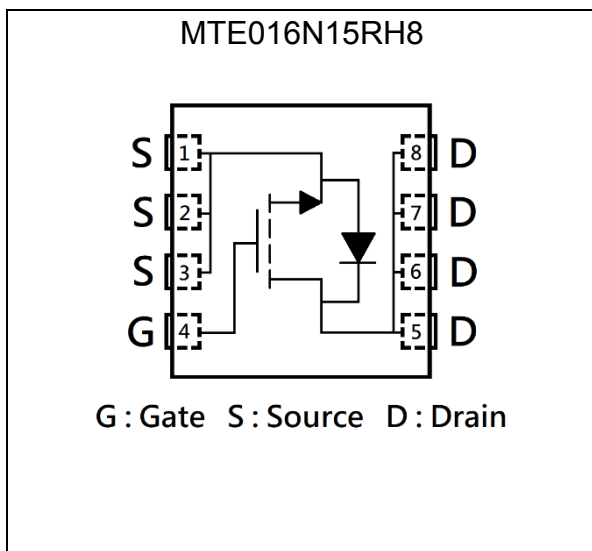 MTE016N15RH8
S 1 8 D
S 2 7 D
S 3 6 D
G 4 5 D
G : Gate S : Source D : Drain